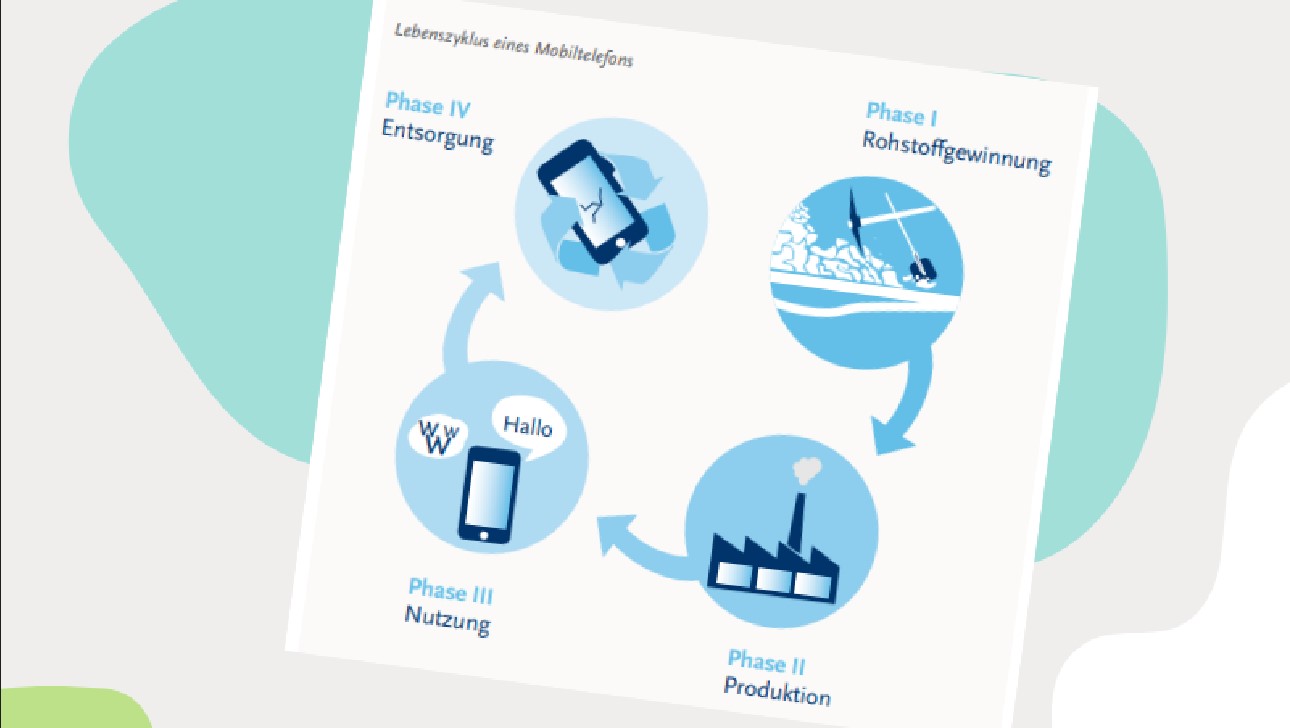 Lebenszyklus eines Mobiltelefons
Phase IV
Entsorgung
Phase I
Rohstoffgewinnung
WWW
Hallo
Phase III
Nutzung
Phase II
Produktion